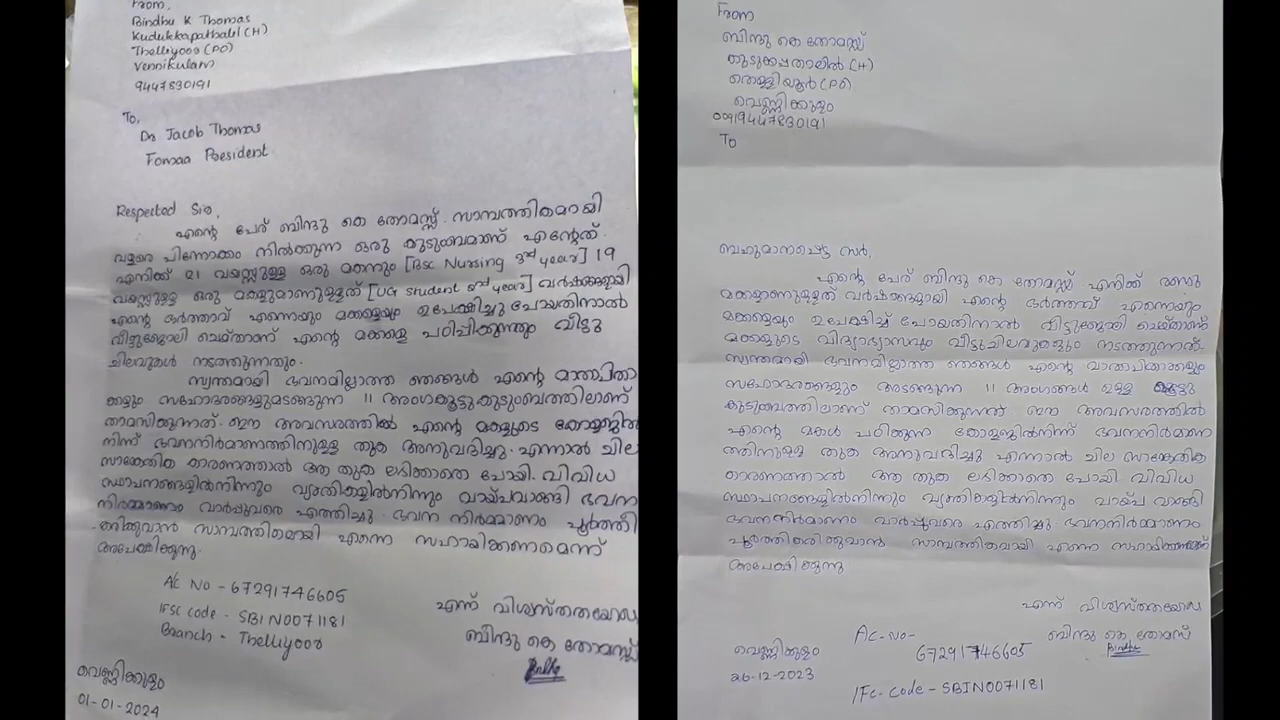 From,
Bindhu K Thomas
Kudukkapathalil (H)
Thelliyoor (PO)
Vennikulam
9447830191
To,
Dr Jacob Thomas
Fomaa President
Respected Sir,
എന്റെ പേര് ബിന്ദു കെ തോമസ്സ്. സാമ്പത്തികമായി
വളരെ പിന്നോക്കം നിൽക്കുന്ന ഒരു കുടുംബമാണ് എന്റേത്.
എനിക്ക് 21 വയസ്സുള്ള ഒരു മകനും [Bsc Nursing 3rd year] 19
വയസ്സുള്ള ഒരു മകളുമാണുള്ളത് [UG Student 2nd year] വർഷങ്ങളായി
എന്റെ ഭർത്താവ് എന്നെയും മക്കളെയും ഉപേക്ഷിച്ചു പോയതിനാൽ
വീട്ടുജോലി ചെയ്താണ് എന്റെ മക്കളെ പഠിപ്പിക്കുന്നതും വീട്ടു
ചിലവുകൾ നടത്തുന്നതും.
സ്വന്തമായി ഭവനമില്ലാത്ത ഞങ്ങൾ എന്റെ മാതാപിതാ
ക്കളും സഹോദരങ്ങളുമടങ്ങുന്ന 11 അംഗകൂട്ടുകുടുംബത്തിലാണ്
താമസിക്കുന്നത്. ഈ അവസരത്തിൽ എന്റെ മകളുടെ കോളേജിൽ
നിന്ന് ഭവനനിർമാണത്തിനുള്ള തുക അനുവദിച്ചു. എന്നാൽ ചില
സാങ്കേതിക കാരണത്താൽ ആ തുക ലഭിക്കാതെ പോയി. വിവിധ
സ്ഥാപനങ്ങളിൽനിന്നും വ്യക്തികളിൽനിന്നും വായ്പവാങ്ങി ഭവന
നിർമ്മാണം വാർപ്പുവരെ എത്തിച്ചു. ഭവന നിർമ്മാണം പൂർത്തീ
കരിക്കുവാൻ സാമ്പത്തികമായി എന്നെ സഹായിക്കണമെന്ന്
അപേക്ഷിക്കുന്നു.
A/c No - 67291746605
IFSC Code - SBIN0071181
Branch - Thelliyoor
എന്ന് വിശ്വസ്തതയോടെ
ബിന്ദു കെ തോമസ്സ്
Bindhu
വെണ്ണിക്കുളം
01-01-2024
From
ബിന്ദു കെ തോമസ്സ്
കുടുക്കപതാലിൽ (H)
തെള്ളിയൂർ (PO)
വെണ്ണിക്കുളം
00919447830191
To
ബഹുമാനപ്പെട്ട സർ,
എന്റെ പേര് ബിന്ദു കെ തോമസ്സ് എനിക്ക് രണ്ടു
മക്കളാണുള്ളത് വർഷങ്ങളായി എന്റെ ഭർത്താവ് എന്നെയും
മക്കളെയും ഉപേക്ഷിച്ച് പോയതിനാൽ വീട്ടുജോലി ചെയ്താണ്
മക്കളുടെ വിദ്യാഭ്യാസവും വീട്ടുചിലവുകളും നടത്തുന്നത്.
സ്വന്തമായി ഭവനമില്ലാത്ത ഞങ്ങൾ എന്റെ മാതാപിതാക്കളും
സഹോദരങ്ങളും അടങ്ങുന്ന 11 അംഗങ്ങൾ ഉള്ള കൂട്ടു
കുടുംബത്തിലാണ് താമസിക്കുന്നത് ഈ അവസരത്തിൽ
എന്റെ മകൾ പഠിക്കുന്ന കോളേജിൽനിന്ന് ഭവനനിർമാണ
ത്തിനുള്ള തുക അനുവദിച്ചു എന്നാൽ ചില സാങ്കേതിക
കാരണത്താൽ ആ തുക ലഭിക്കാതെ പോയി വിവിധ
സ്ഥാപനങ്ങളിൽനിന്നും വ്യക്തികളിൽനിന്നും വായ്പ വാങ്ങി
ഭവനനിർമാണം വാർപ്പുവരെ എത്തിച്ചു. ഭവനനിർമ്മാണം
പൂർത്തികരിക്കുവാൻ സാമ്പത്തികമായി എന്നെ സഹായിക്കണമെന്ന്
അപേക്ഷിക്കുന്നു
എന്ന് വിശ്വസ്തതയോടെ
ബിന്ദു കെ തോമസ്
Bindhu
Ac-no-
67291746605
വെണ്ണിക്കുളം
26-12-2023
IFc-code - SBIN0071181